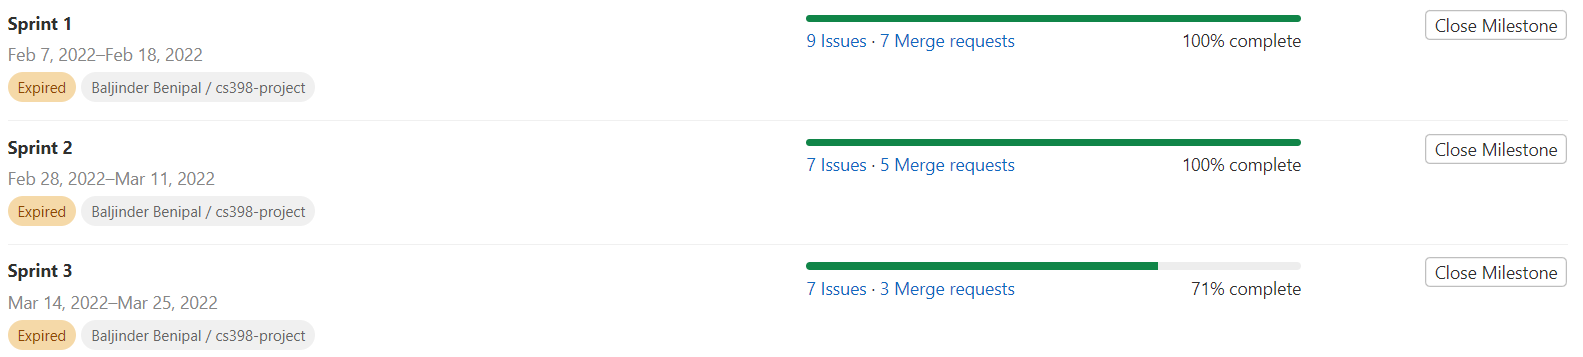 Sprint 1
Feb 7, 2022–Feb 18, 2022
Expired Baljinder Benipal / cs398-project
9 Issues · 7 Merge requests 100% complete
Close Milestone
Sprint 2
Feb 28, 2022–Mar 11, 2022
Expired Baljinder Benipal / cs398-project
7 Issues · 5 Merge requests 100% complete
Close Milestone
Sprint 3
Mar 14, 2022–Mar 25, 2022
Expired Baljinder Benipal / cs398-project
7 Issues · 3 Merge requests 71% complete
Close Milestone